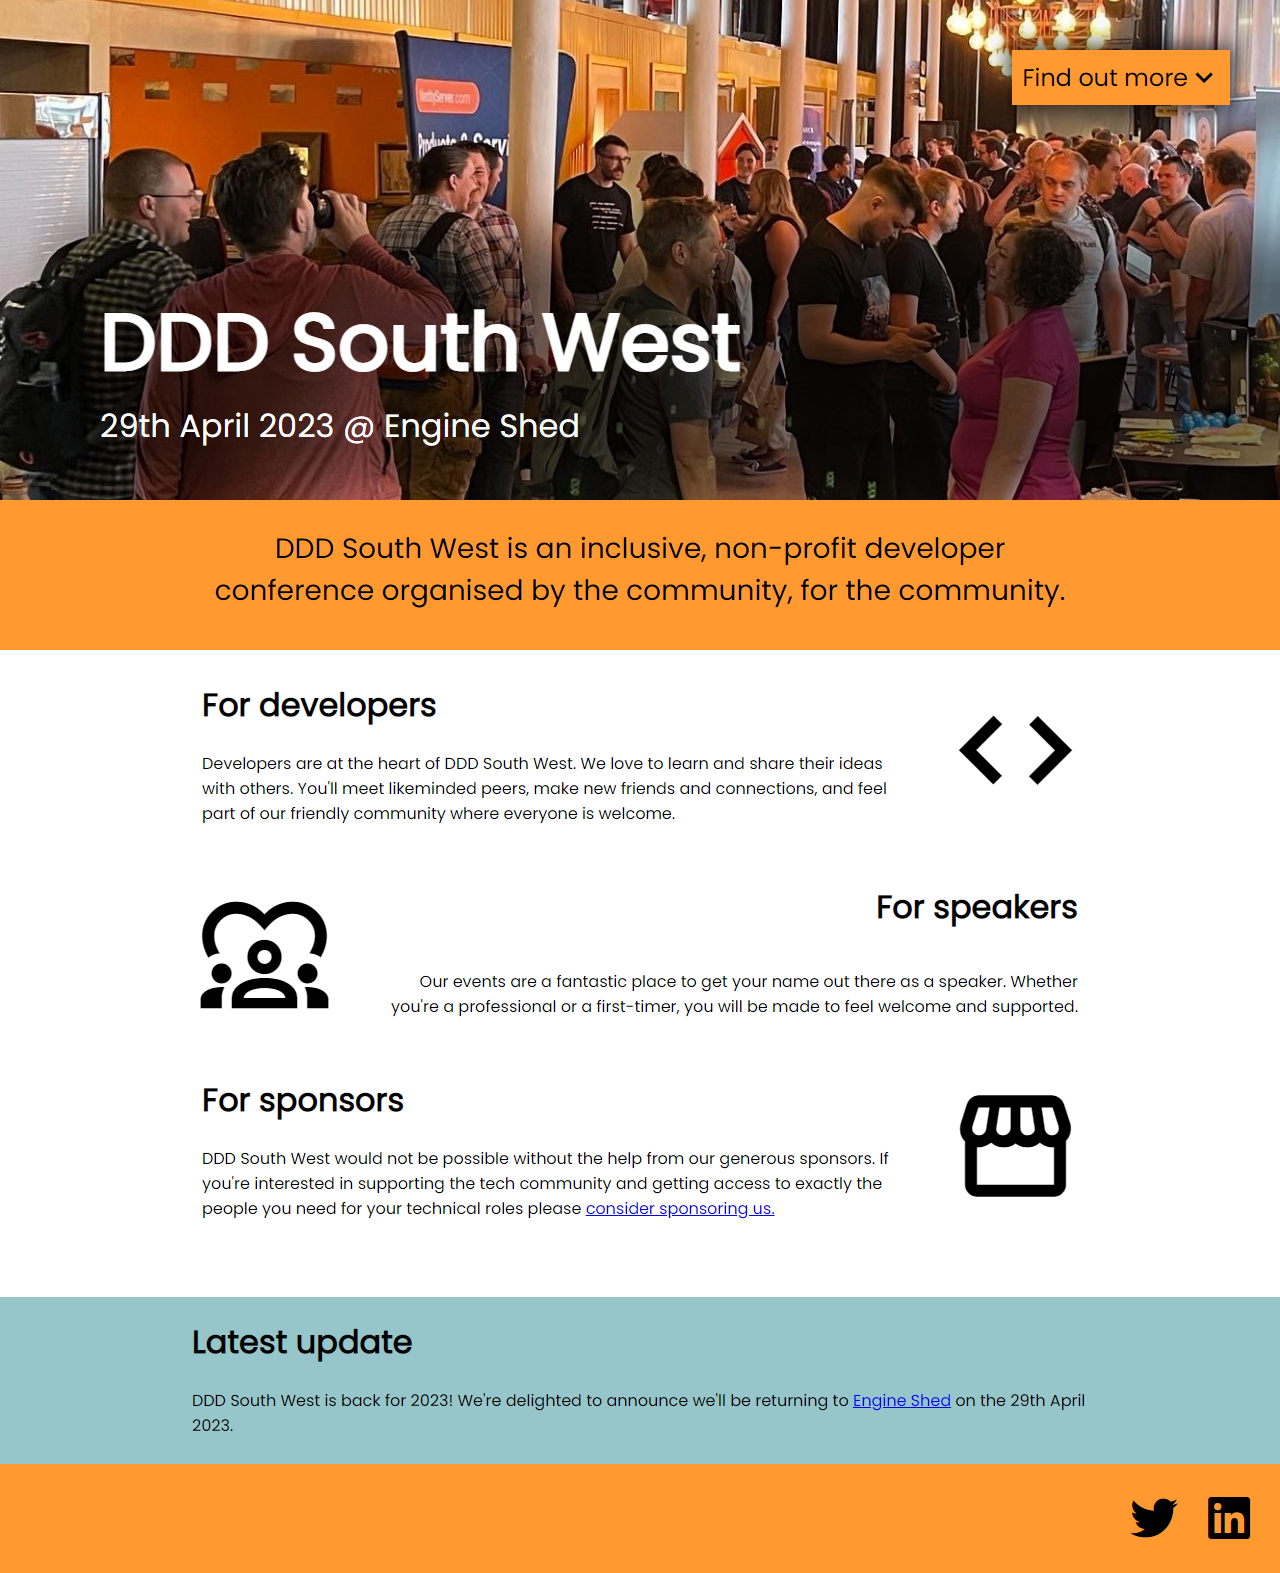 IdentityServer.com
Products & Servi
Find out more
DDD South West
29th April 2023 @ Engine Shed
DDD South West is an inclusive, non-profit developer
conference organised by the community, for the community.
For developers
Developers are at the heart of DDD South West. We love to learn and share their ideas
with others. You'll meet likeminded peers, make new friends and connections, and feel
part of our friendly community where everyone is welcome.
For speakers
Our events are a fantastic place to get your name out there as a speaker. Whether
you're a professional or a first-timer, you will be made to feel welcome and supported.
For sponsors
DDD South West would not be possible without the help from our generous sponsors. If
you're interested in supporting the tech community and getting access to exactly the
people you need for your technical roles please consider sponsoring us.
Latest update
DDD South West is back for 2023! We're delighted to announce we'll be returning to Engine Shed on the 29th April
2023.
in